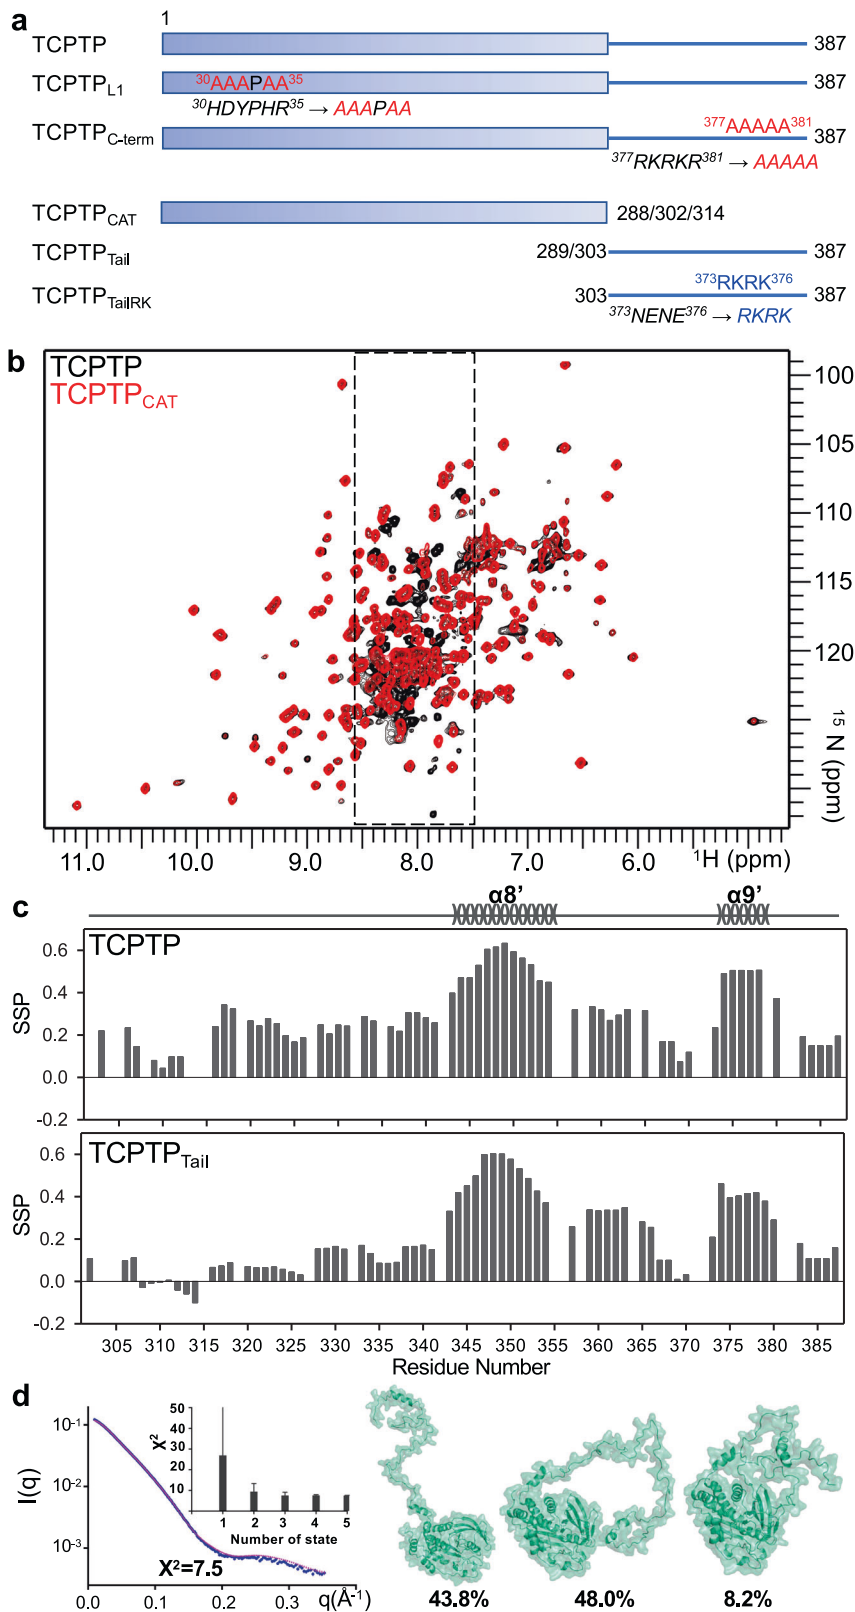 a
1
TCPTP 387
TCPTP_L1 ³⁰AAAPAA³⁵ 387
³⁰HDYPHR³⁵ → AAAPAA
TCPTP_C-term ³⁷⁷AAAAA³⁸¹ 387
³⁷⁷RKRKR³⁸¹ → AAAAA
TCPTP_CAT 288/302/314
TCPTP_Tail 289/303 387
TCPTP_TailRK 303 ³⁷³RKRK³⁷⁶ 387
³⁷³NENE³⁷⁶ → RKRK
b
TCPTP
TCPTP_CAT
100
105
110
115
120
¹⁵N (ppm)
11.0 10.0 9.0 8.0 7.0 6.0 ¹H (ppm)
c
α8’ α9’
TCPTP
SSP
0.6
0.4
0.2
0.0
-0.2
TCPTP_Tail
SSP
0.6
0.4
0.2
0.0
-0.2
305 310 315 320 325 330 335 340 345 350 355 360 365 370 375 380 385
Residue Number
d
I(q)
10⁻¹
10⁻²
10⁻³
X²
50
40
30
20
10
1 2 3 4 5
Number of state
X²=7.5
0.0 0.1 0.2 0.3 q(Å⁻¹)
43.8% 48.0% 8.2%